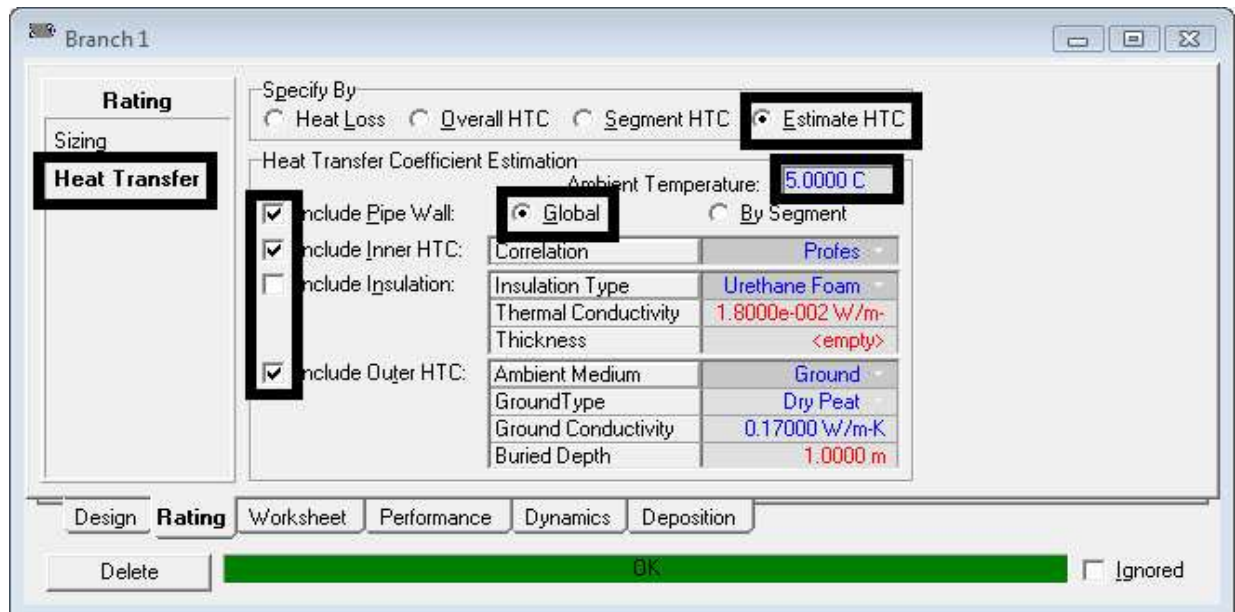 Branch 1
Rating
Sizing
Heat Transfer
Specify By
Heat Loss Overall HTC Segment HTC Estimate HTC
Heat Transfer Coefficient Estimation
Ambient Temperature: 5.0000 C
Include Pipe Wall: Global By Segment
Include Inner HTC: Correlation Profes
Include Insulation: Insulation Type Urethane Foam
Thermal Conductivity 1.8000e-002 W/m-
Thickness <empty>
Include Outer HTC: Ambient Medium Ground
GroundType Dry Peat
Ground Conductivity 0.17000 W/m-K
Buried Depth 1.0000 m
Design Rating Worksheet Performance Dynamics Deposition
Delete OK Ignored